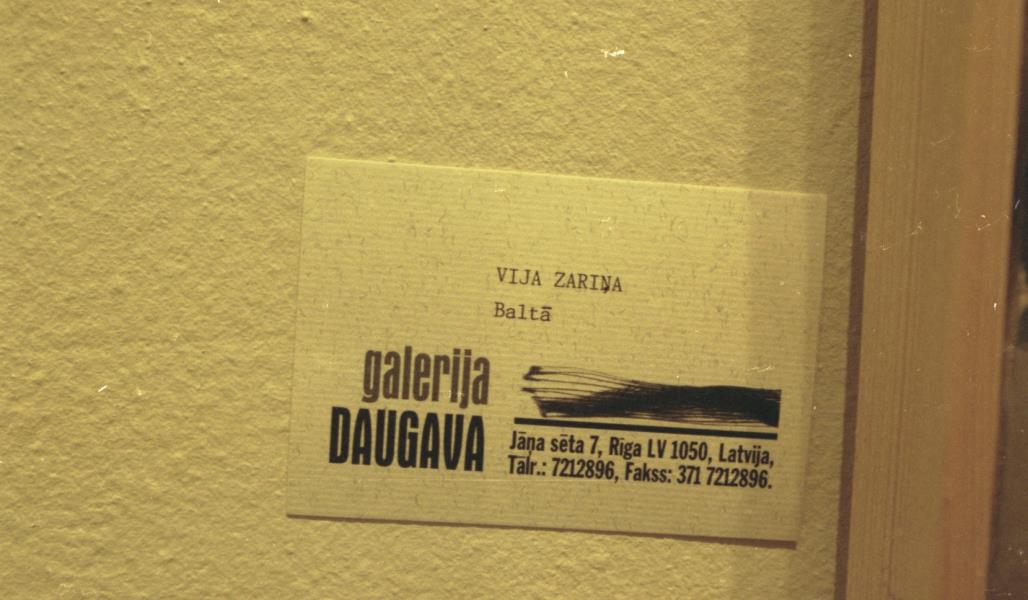 VIJA ZARIŅA
Baltā
galerija
DAUGAVA
Jāņa sēta 7, Rīga LV 1050, Latvija,
Tālr.: 7212896, Fakss: 371 7212896.